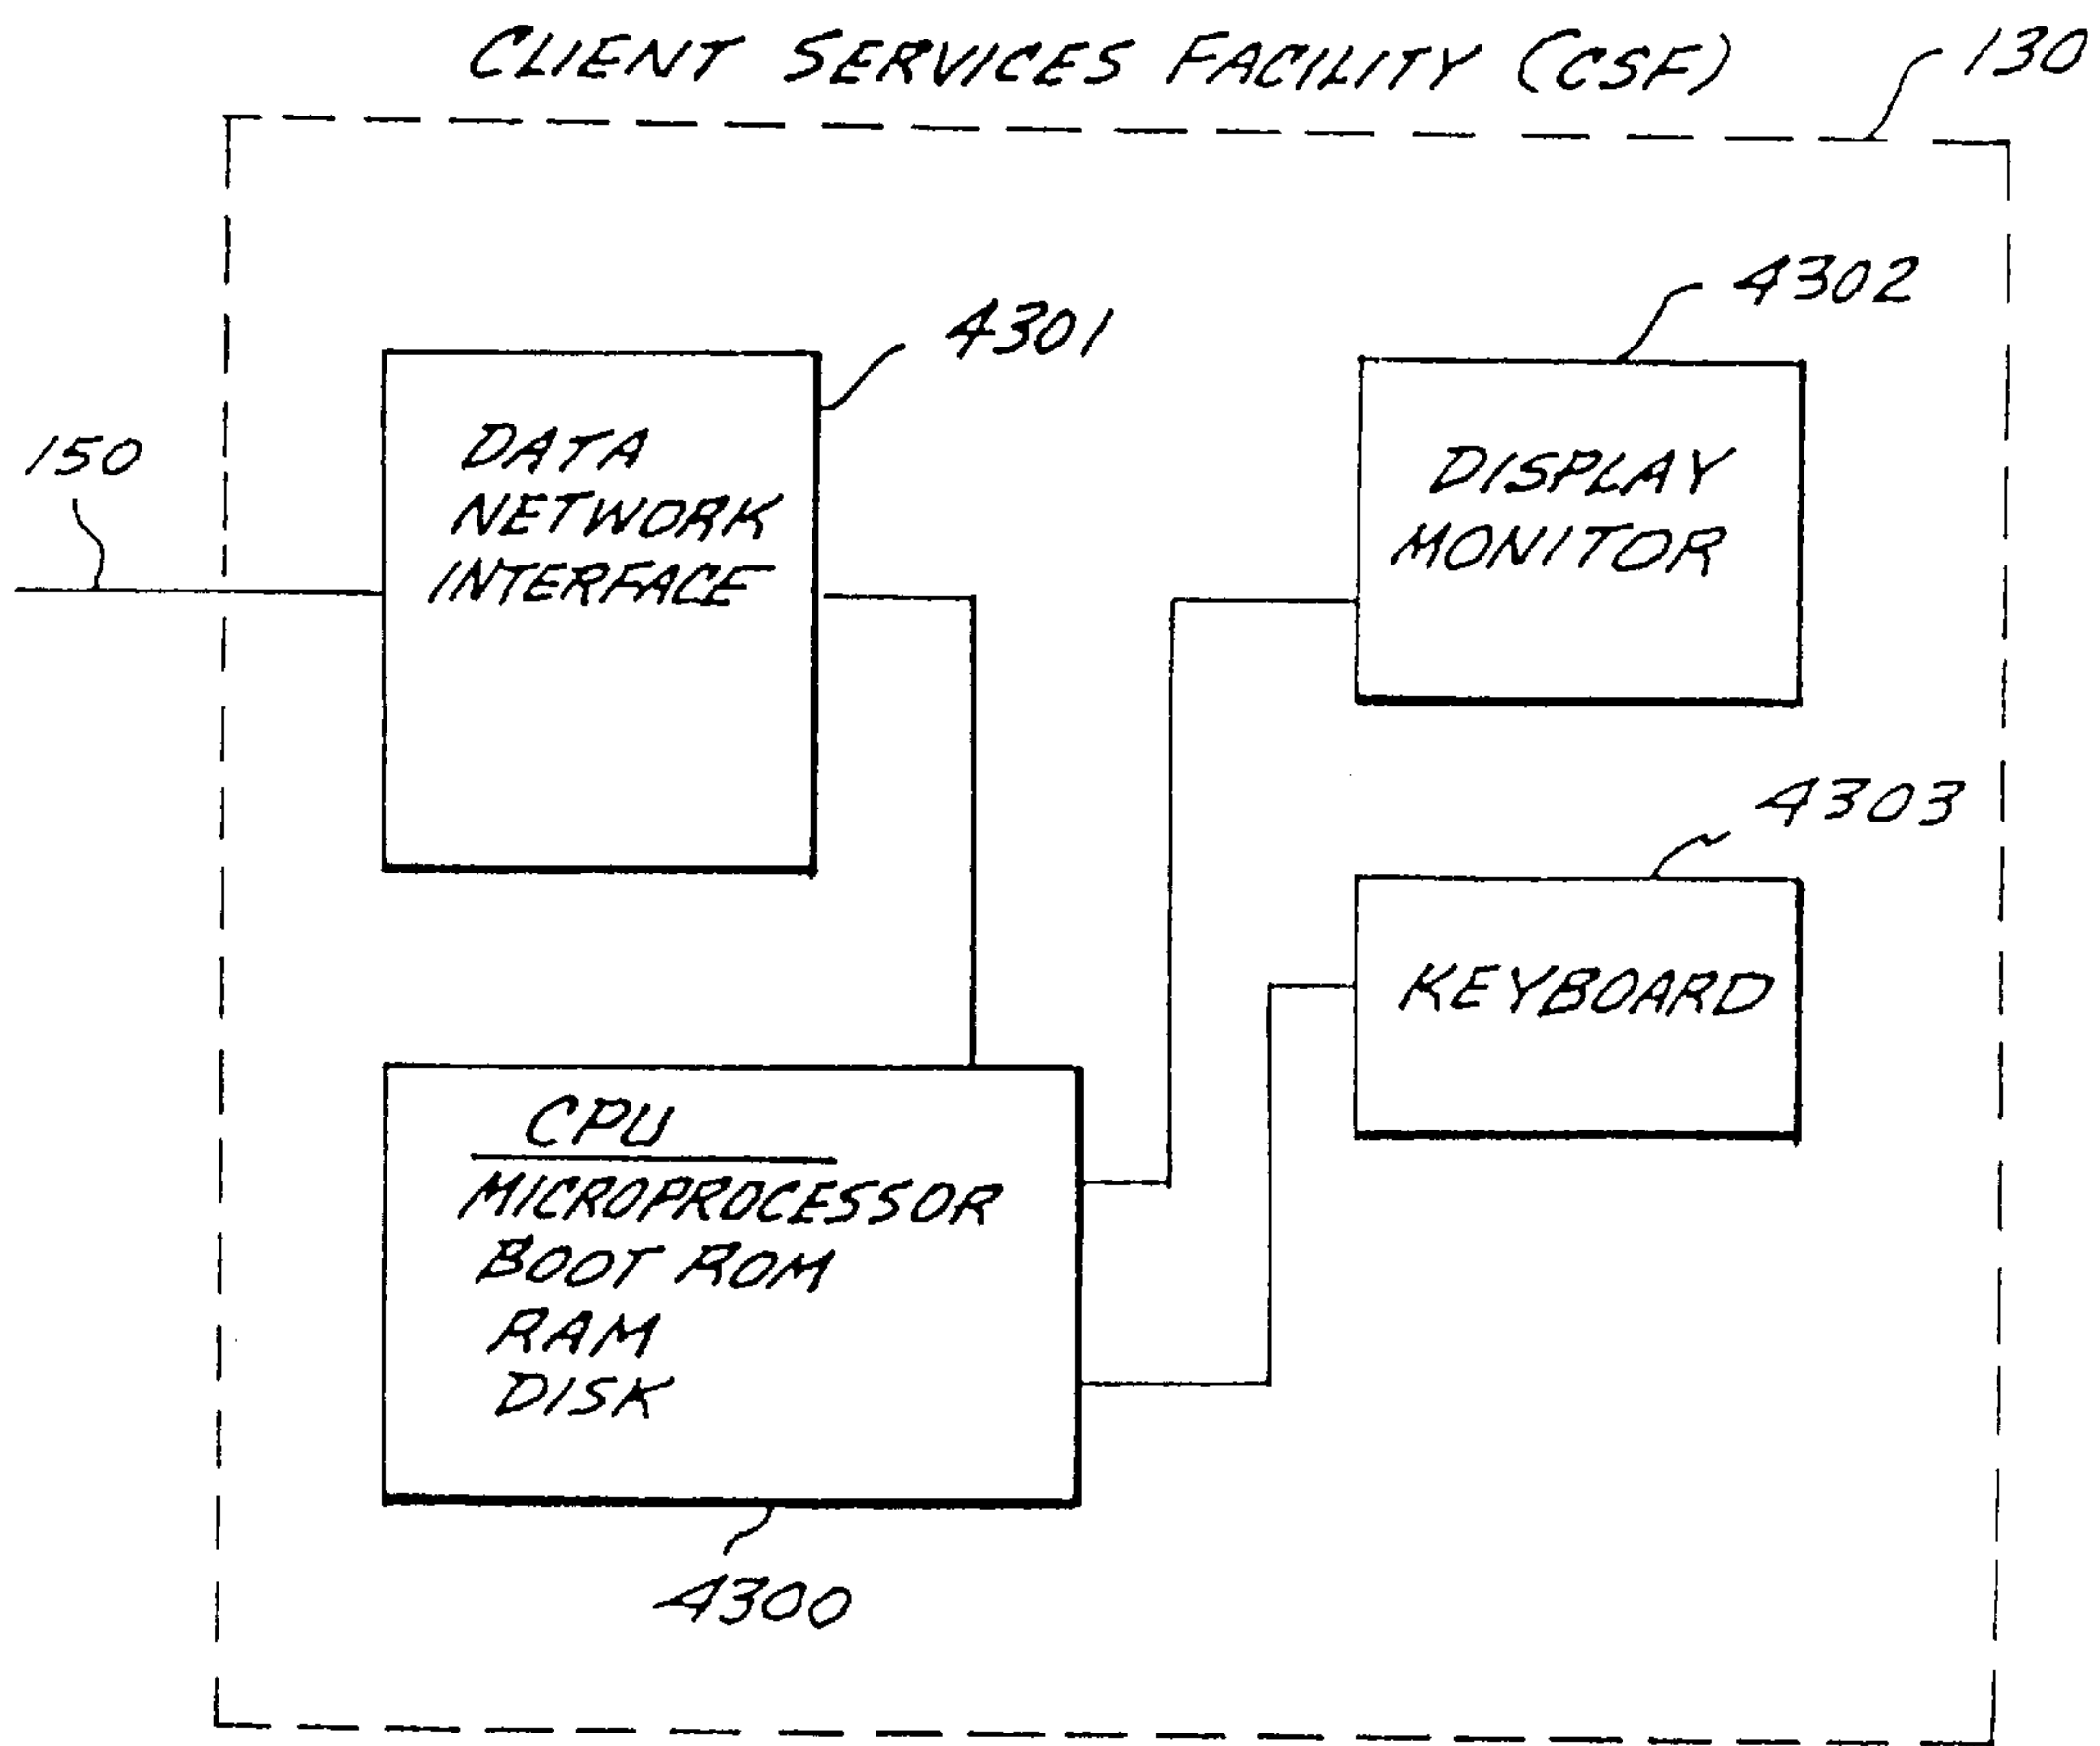 CLIENT SERVICES FACILITY (CSF)
130
4301
4302
150
DATA
NETWORK
INTERFACE
DISPLAY
MONITOR
4303
KEYBOARD
CPU
MICROPROCESSOR
BOOT ROM
RAM
DISK
4300